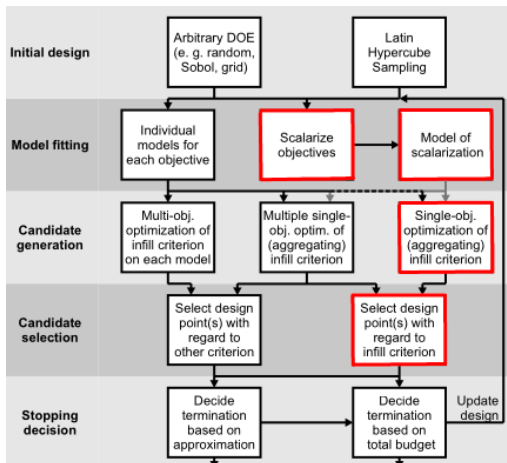 Initial design
Arbitrary DOE
(e. g. random,
Sobol, grid)
Latin
Hypercube
Sampling
Model fitting
Individual
models for
each objective
Scalarize
objectives
Model of
scalarization
Candidate
generation
Multi-obj.
optimization of
infill criterion
on each model
Multiple single-
obj. optim. of
(aggregating)
infill criterion
Single-obj.
optimization of
(aggregating)
infill criterion
Candidate
selection
Select design
point(s) with
regard to
other criterion
Select design
point(s) with
regard to
infill criterion
Stopping
decision
Decide
termination
based on
approximation
Decide
termination
based on
total budget
Update
design